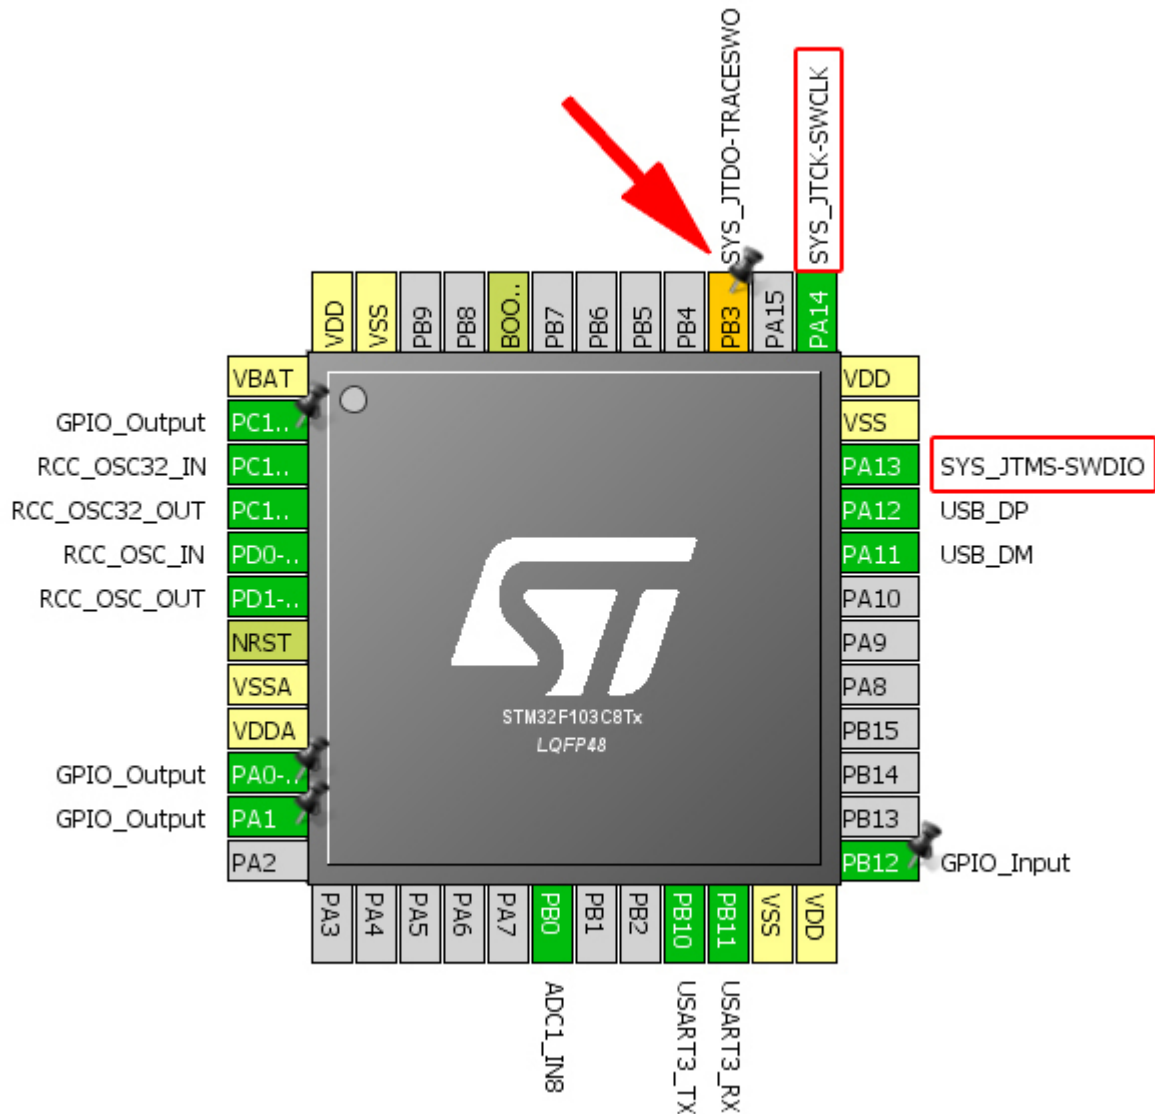 SYS_JTDO-TRACESWO
SYS_JTCK-SWCLK
VDD
VSS
PB9
PB8
BOO..
PB7
PB6
PB5
PB4
PB3
PA15
PA14
VBAT
GPIO_Output PC1..
RCC_OSC32_IN PC1..
RCC_OSC32_OUT PC1..
RCC_OSC_IN PD0-..
RCC_OSC_OUT PD1-..
NRST
VSSA
VDDA
GPIO_Output PA0-..
GPIO_Output PA1
PA2
ST
STM32F103C8Tx
LQFP48
VDD
VSS
PA13 SYS_JTMS-SWDIO
PA12 USB_DP
PA11 USB_DM
PA10
PA9
PA8
PB15
PB14
PB13
PB12 GPIO_Input
PA3
PA4
PA5
PA6
PA7
PB0
PB1
PB2
PB10
PB11
VSS
VDD
ADC1_IN8
USART3_TX
USART3_RX